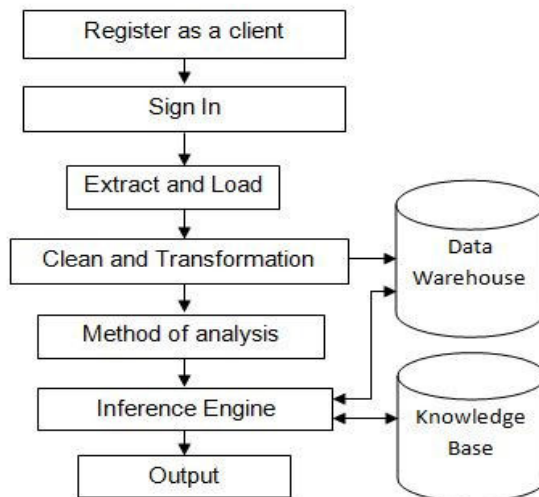 Register as a client
Sign In
Extract and Load
Clean and Transformation
Data
Warehouse
Method of analysis
Inference Engine
Knowledge
Base
Output